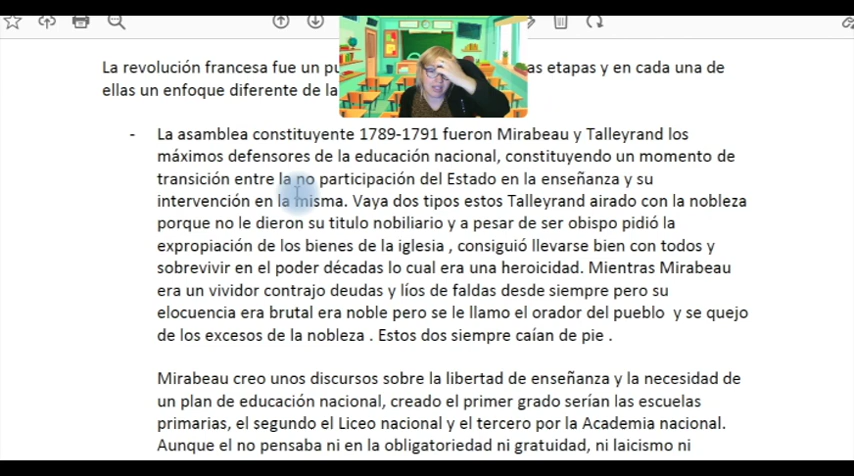 La revolución francesa fue un as etapas y en cada una de
ellas un enfoque diferente de la
- La asamblea constituyente 1789-1791 fueron Mirabeau y Talleyrand los
máximos defensores de la educación nacional, constituyendo un momento de
transición entre la no participación del Estado en la enseñanza y su
intervención en la misma. Vaya dos tipos estos Talleyrand airado con la nobleza
porque no le dieron su titulo nobiliario y a pesar de ser obispo pidió la
expropiación de los bienes de la iglesia , consiguió llevarse bien con todos y
sobrevivir en el poder décadas lo cual era una heroicidad. Mientras Mirabeau
era un vividor contrajo deudas y líos de faldas desde siempre pero su
elocuencia era brutal era noble pero se le llamo el orador del pueblo y se quejo
de los excesos de la nobleza . Estos dos siempre caían de pie .
Mirabeau creo unos discursos sobre la libertad de enseñanza y la necesidad de
un plan de educación nacional, creado el primer grado serían las escuelas
primarias, el segundo el Liceo nacional y el tercero por la Academia nacional.
Aunque el no pensaba ni en la obligatoriedad ni gratuidad, ni laicismo ni